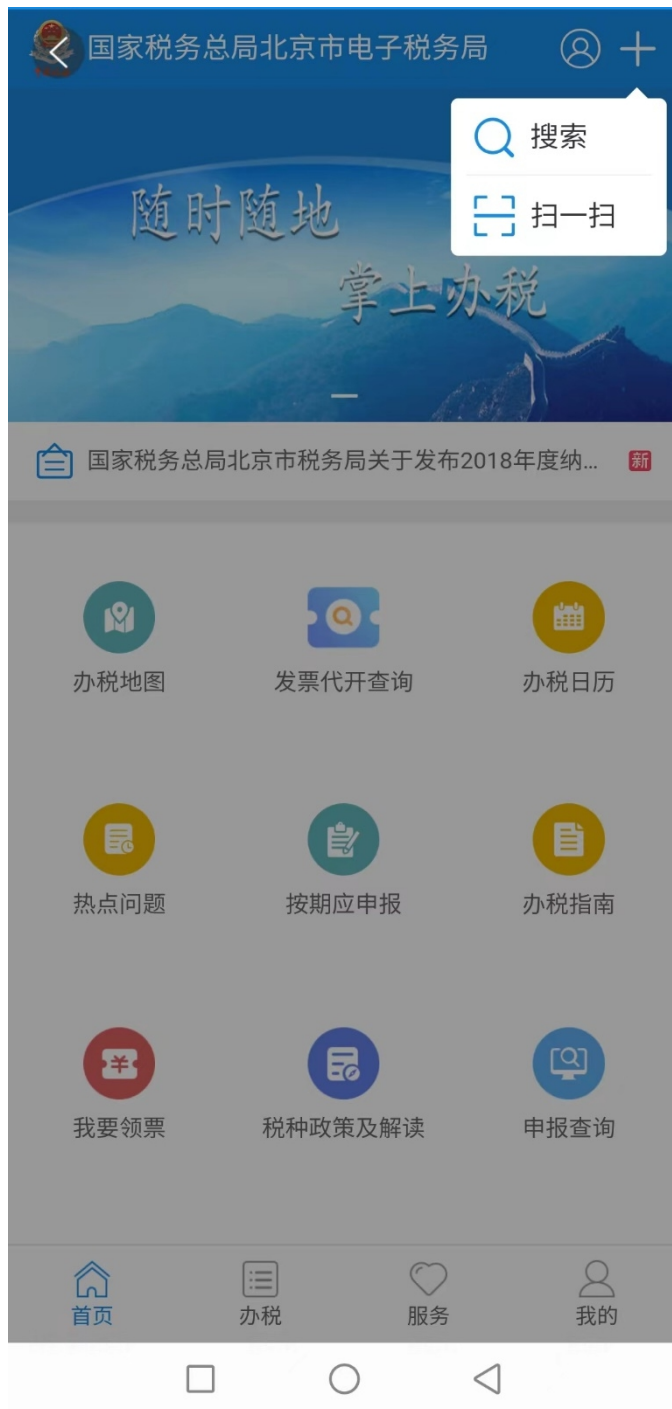 国家税务总局北京市电子税务局
搜索
扫一扫
随时随地
掌上办税
国家税务总局北京市税务局关于发布2018年度纳... 新
办税地图 发票代开查询 办税日历
热点问题 按期应申报 办税指南
我要领票 税种政策及解读 申报查询
首页 办税 服务 我的